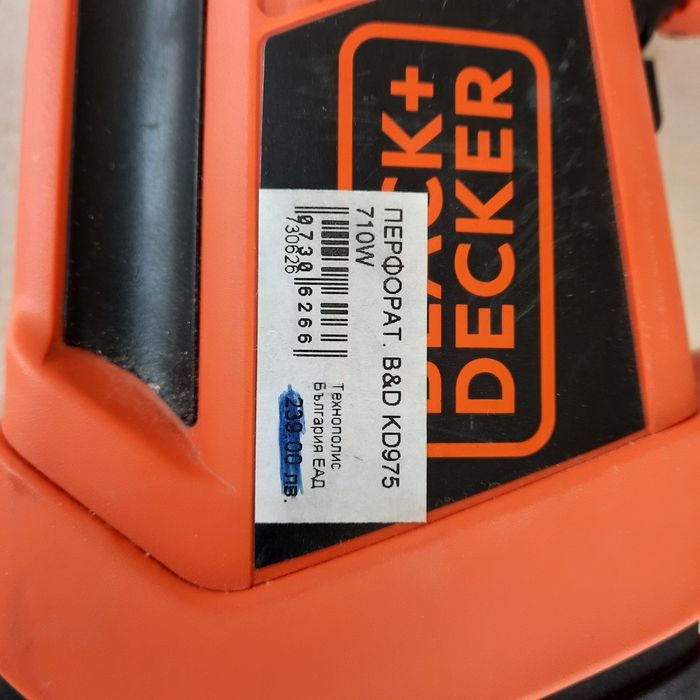 BLACK+
DECKER
ПЕРФОРАТ. B&D KD975
710W
0730 6266
730626
Технополис
България ЕАД
239.00 лв.